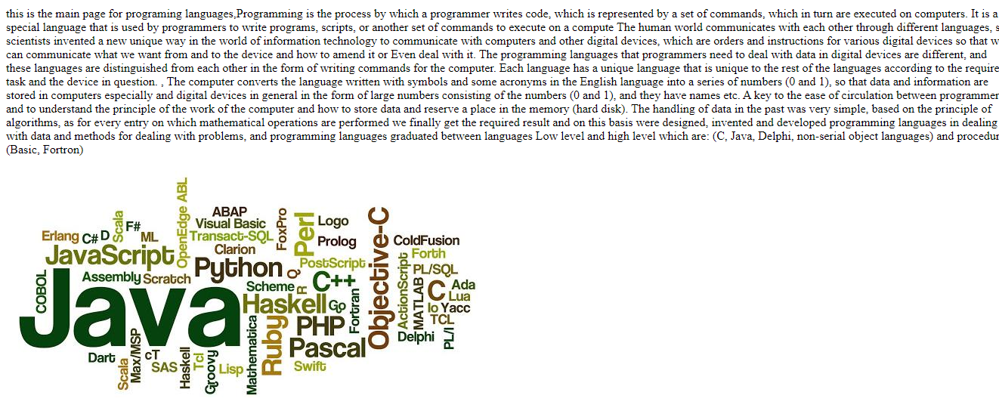 this is the main page for programing languages,Programming is the process by which a programmer writes code, which is represented by a set of commands, which in turn are executed on computers. It is a
special language that is used by programmers to write programs, scripts, or another set of commands to execute on a compute The human world communicates with each other through different languages, s
scientists invented a new unique way in the world of information technology to communicate with computers and other digital devices, which are orders and instructions for various digital devices so that w
can communicate what we want from and to the device and how to amend it or Even deal with it. The programming languages that programmers need to deal with data in digital devices are different, and
these languages are distinguished from each other in the form of writing commands for the computer. Each language has a unique language that is unique to the rest of the languages according to the require
task and the device in question. , The computer converts the language written with symbols and some acronyms in the English language into a series of numbers (0 and 1), so that data and information are
stored in computers especially and digital devices in general in the form of large numbers consisting of the numbers (0 and 1), and they have names etc. A key to the ease of circulation between programmer
and to understand the principle of the work of the computer and how to store data and reserve a place in the memory (hard disk). The handling of data in the past was very simple, based on the principle of
algorithms, as for every entry on which mathematical operations are performed we finally get the required result and on this basis were designed, invented and developed programming languages in dealing
with data and methods for dealing with problems, and programming languages graduated between languages Low level and high level which are: (C, Java, Delphi, non-serial object languages) and procedur
(Basic, Fortron)
OpenEdge ABL
ABAP
Scala
F#
Visual Basic
FoxPro
Perl
Logo
Objective-C
Erlang
C#
D
ML
Transact-SQL
Prolog
ColdFusion
JavaScript
Clarion
Forth
Python
Q
PostScript
ActionScript
PL/SQL
COBOL
Assembly
Scratch
Scheme
R
C++
MATLAB
C
Ada
Java
Haskell
Go
Fortran
Lua
Io
Yacc
Mathematica
Ruby
PHP
TCL
Max/MSP
Pascal
Delphi
PL/I
Dart
Scala
cT
SAS
Haskell
Tcl
Groovy
Lisp
Swift